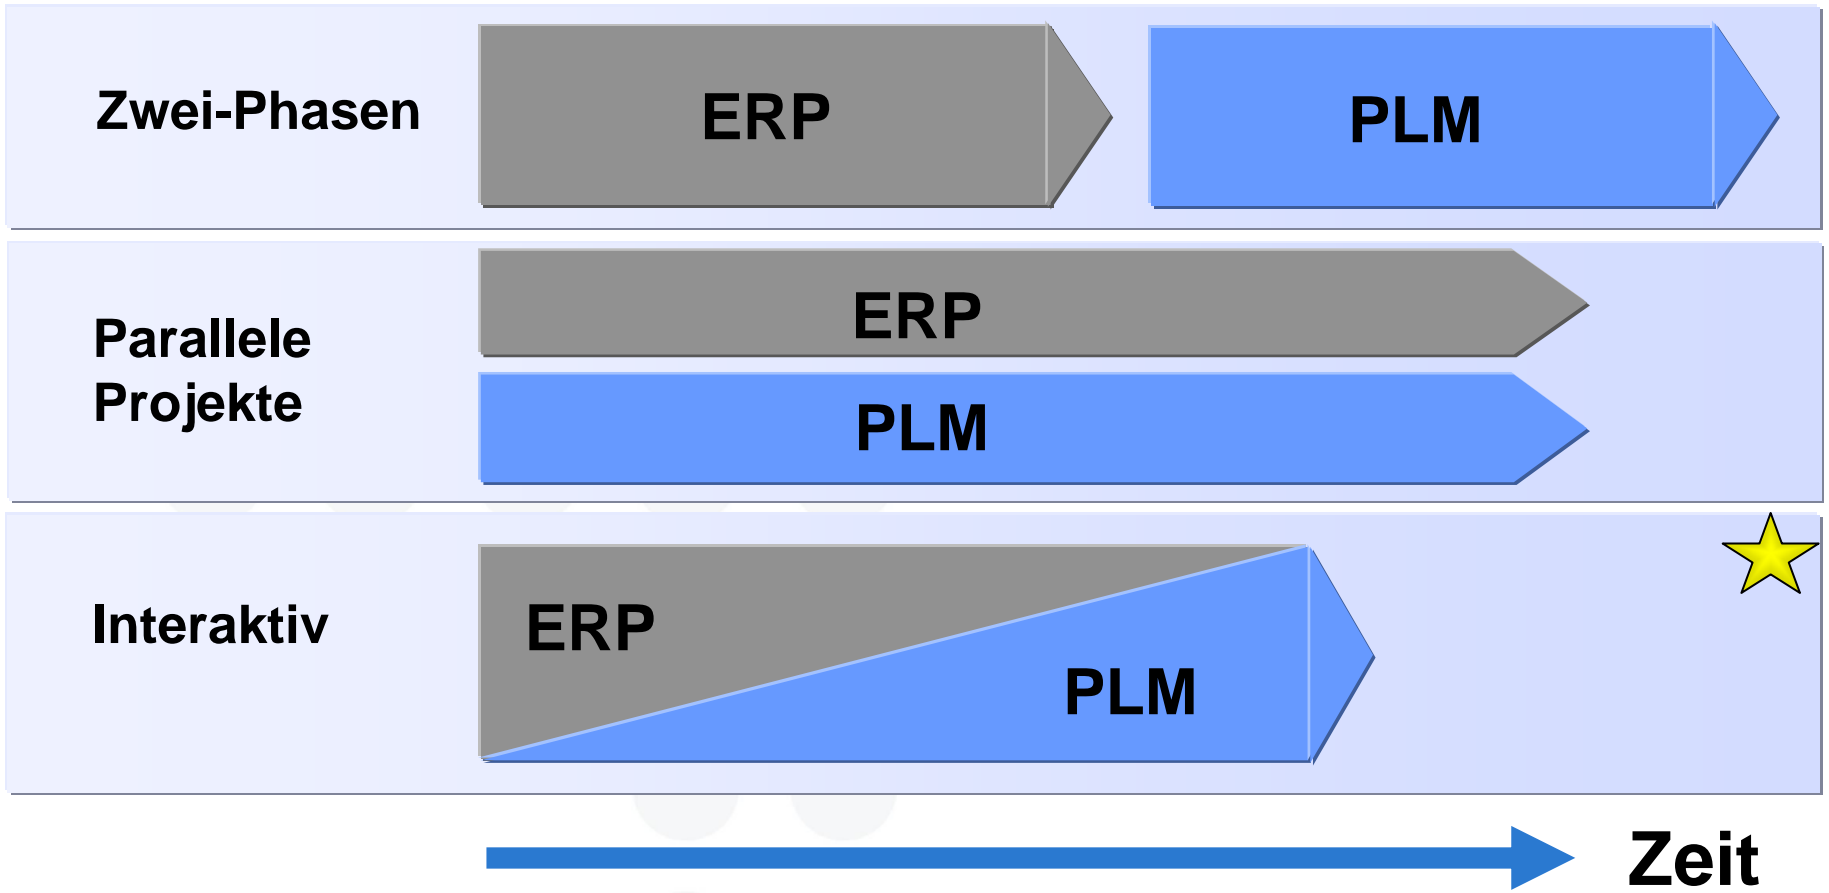 Zwei-Phasen
ERP
PLM
Parallele
Projekte
ERP
PLM
Interaktiv
ERP
PLM
Zeit